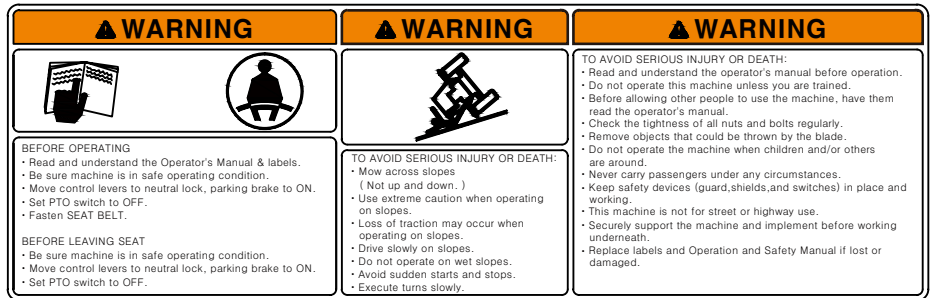 WARNING
BEFORE OPERATING
• Read and understand the Operator's Manual & labels.
• Be sure machine is in safe operating condition.
• Move control levers to neutral lock, parking brake to ON.
• Set PTO switch to OFF.
• Fasten SEAT BELT.
BEFORE LEAVING SEAT
• Be sure machine is in safe operating condition.
• Move control levers to neutral lock, parking brake to ON.
• Set PTO switch to OFF.
WARNING
TO AVOID SERIOUS INJURY OR DEATH:
• Mow across slopes
( Not up and down. )
• Use extreme caution when operating
on slopes.
• Loss of traction may occur when
operating on slopes.
• Drive slowly on slopes.
• Do not operate on wet slopes.
• Avoid sudden starts and stops.
• Execute turns slowly.
WARNING
TO AVOID SERIOUS INJURY OR DEATH:
• Read and understand the operator's manual before operation.
• Do not operate this machine unless you are trained.
• Before allowing other people to use the machine, have them
read the operator's manual.
• Check the tightness of all nuts and bolts regularly.
• Remove objects that could be thrown by the blade.
• Do not operate the machine when children and/or others
are around.
• Never carry passengers under any circumstances.
• Keep safety devices (guard,shields,and switches) in place and
working.
• This machine is not for street or highway use.
• Securely support the machine and implement before working
underneath.
• Replace labels and Operation and Safety Manual if lost or
damaged.